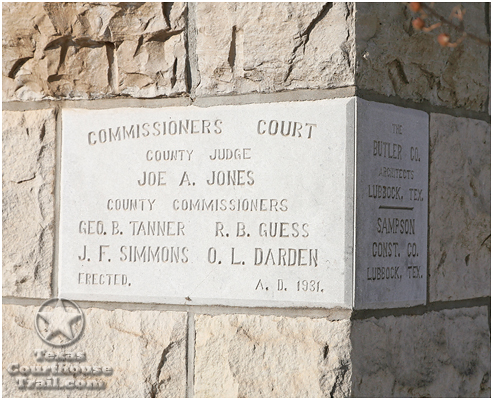 COMMISSIONERS COURT
COUNTY JUDGE
JOE A. JONES
COUNTY COMMISSIONERS
GEO. B. TANNER R. B. GUESS
J. F. SIMMONS O. L. DARDEN
ERECTED. A. D. 1931.
THE
BUTLER CO.
ARCHITECTS
LUBBOCK, TEX.
SAMPSON
CONST. CO.
LUBBOCK, TEX.
Texas
CourtHouse
Trail.com